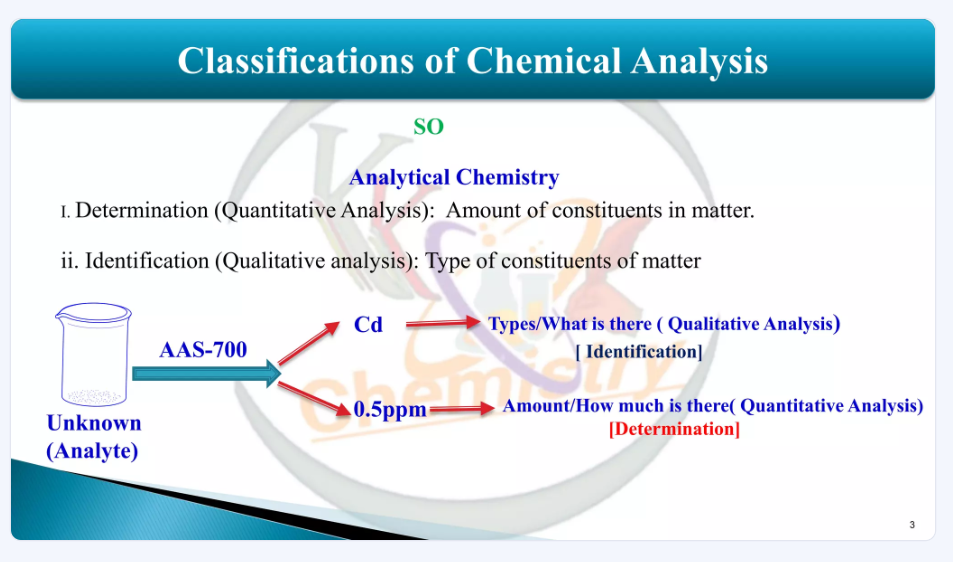 Classifications of Chemical Analysis
SO
Analytical Chemistry
I. Determination (Quantitative Analysis): Amount of constituents in matter.
ii. Identification (Qualitative analysis): Type of constituents of matter
Cd
Types/What is there ( Qualitative Analysis)
AAS-700
[ Identification]
0.5ppm
Amount/How much is there( Quantitative Analysis)
Unknown
[Determination]
(Analyte)
KK
Chemistry
3